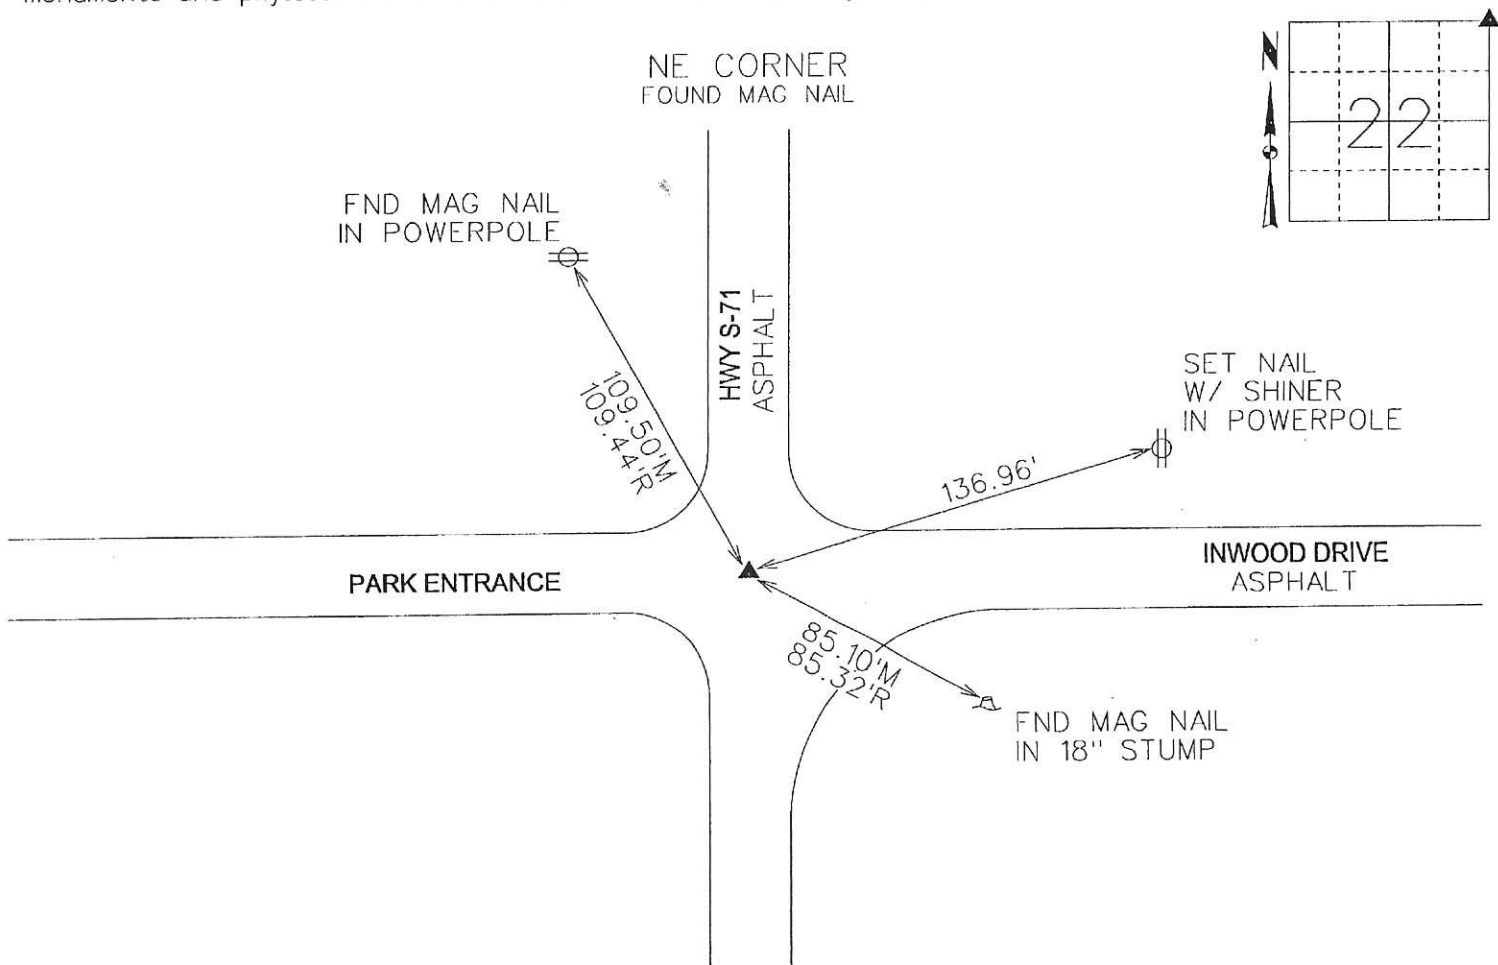 NE CORNER
FOUND MAG NAIL
N
22
FND MAG NAIL
IN POWERPOLE
HWY S-71
ASPHALT
109.50'M
109.44'R
SET NAIL
W/ SHINER
IN POWERPOLE
136.96'
PARK ENTRANCE
INWOOD DRIVE
ASPHALT
85.10'M
85.32'R
FND MAG NAIL
IN 18" STUMP